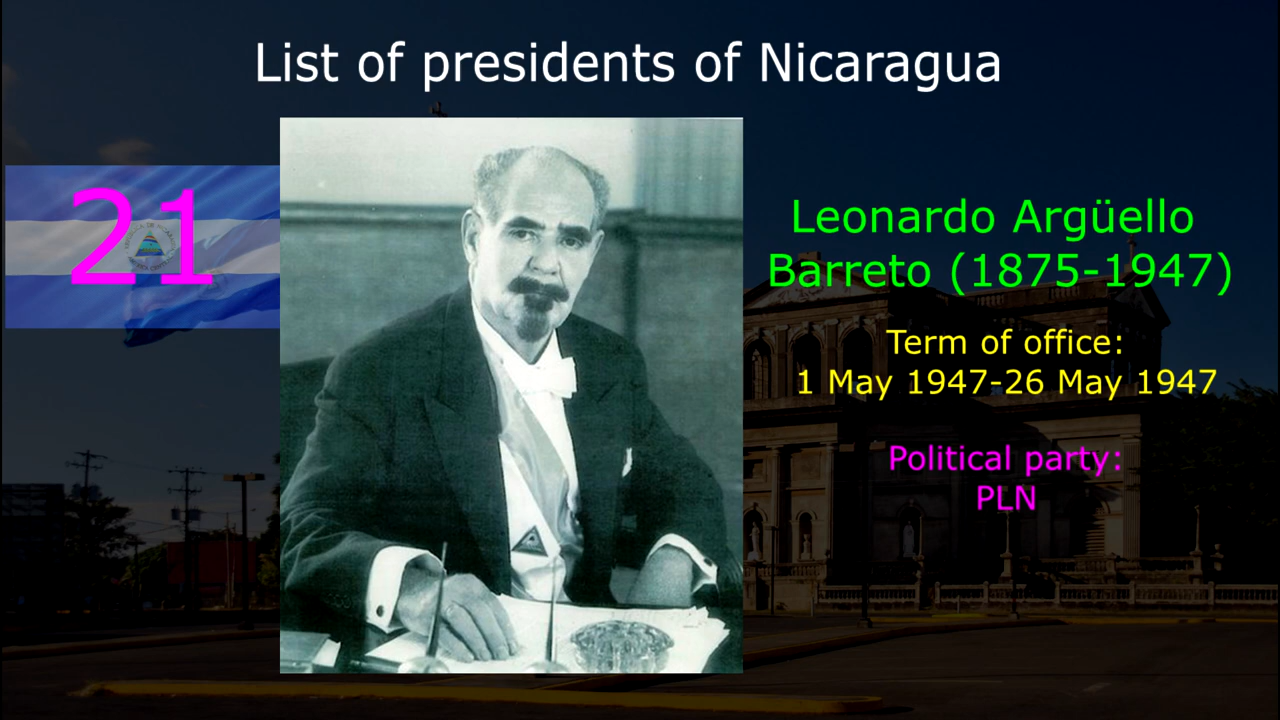 List of presidents of Nicaragua
21
Leonardo Argüello
Barreto (1875-1947)
Term of office:
1 May 1947-26 May 1947
Political party:
PLN